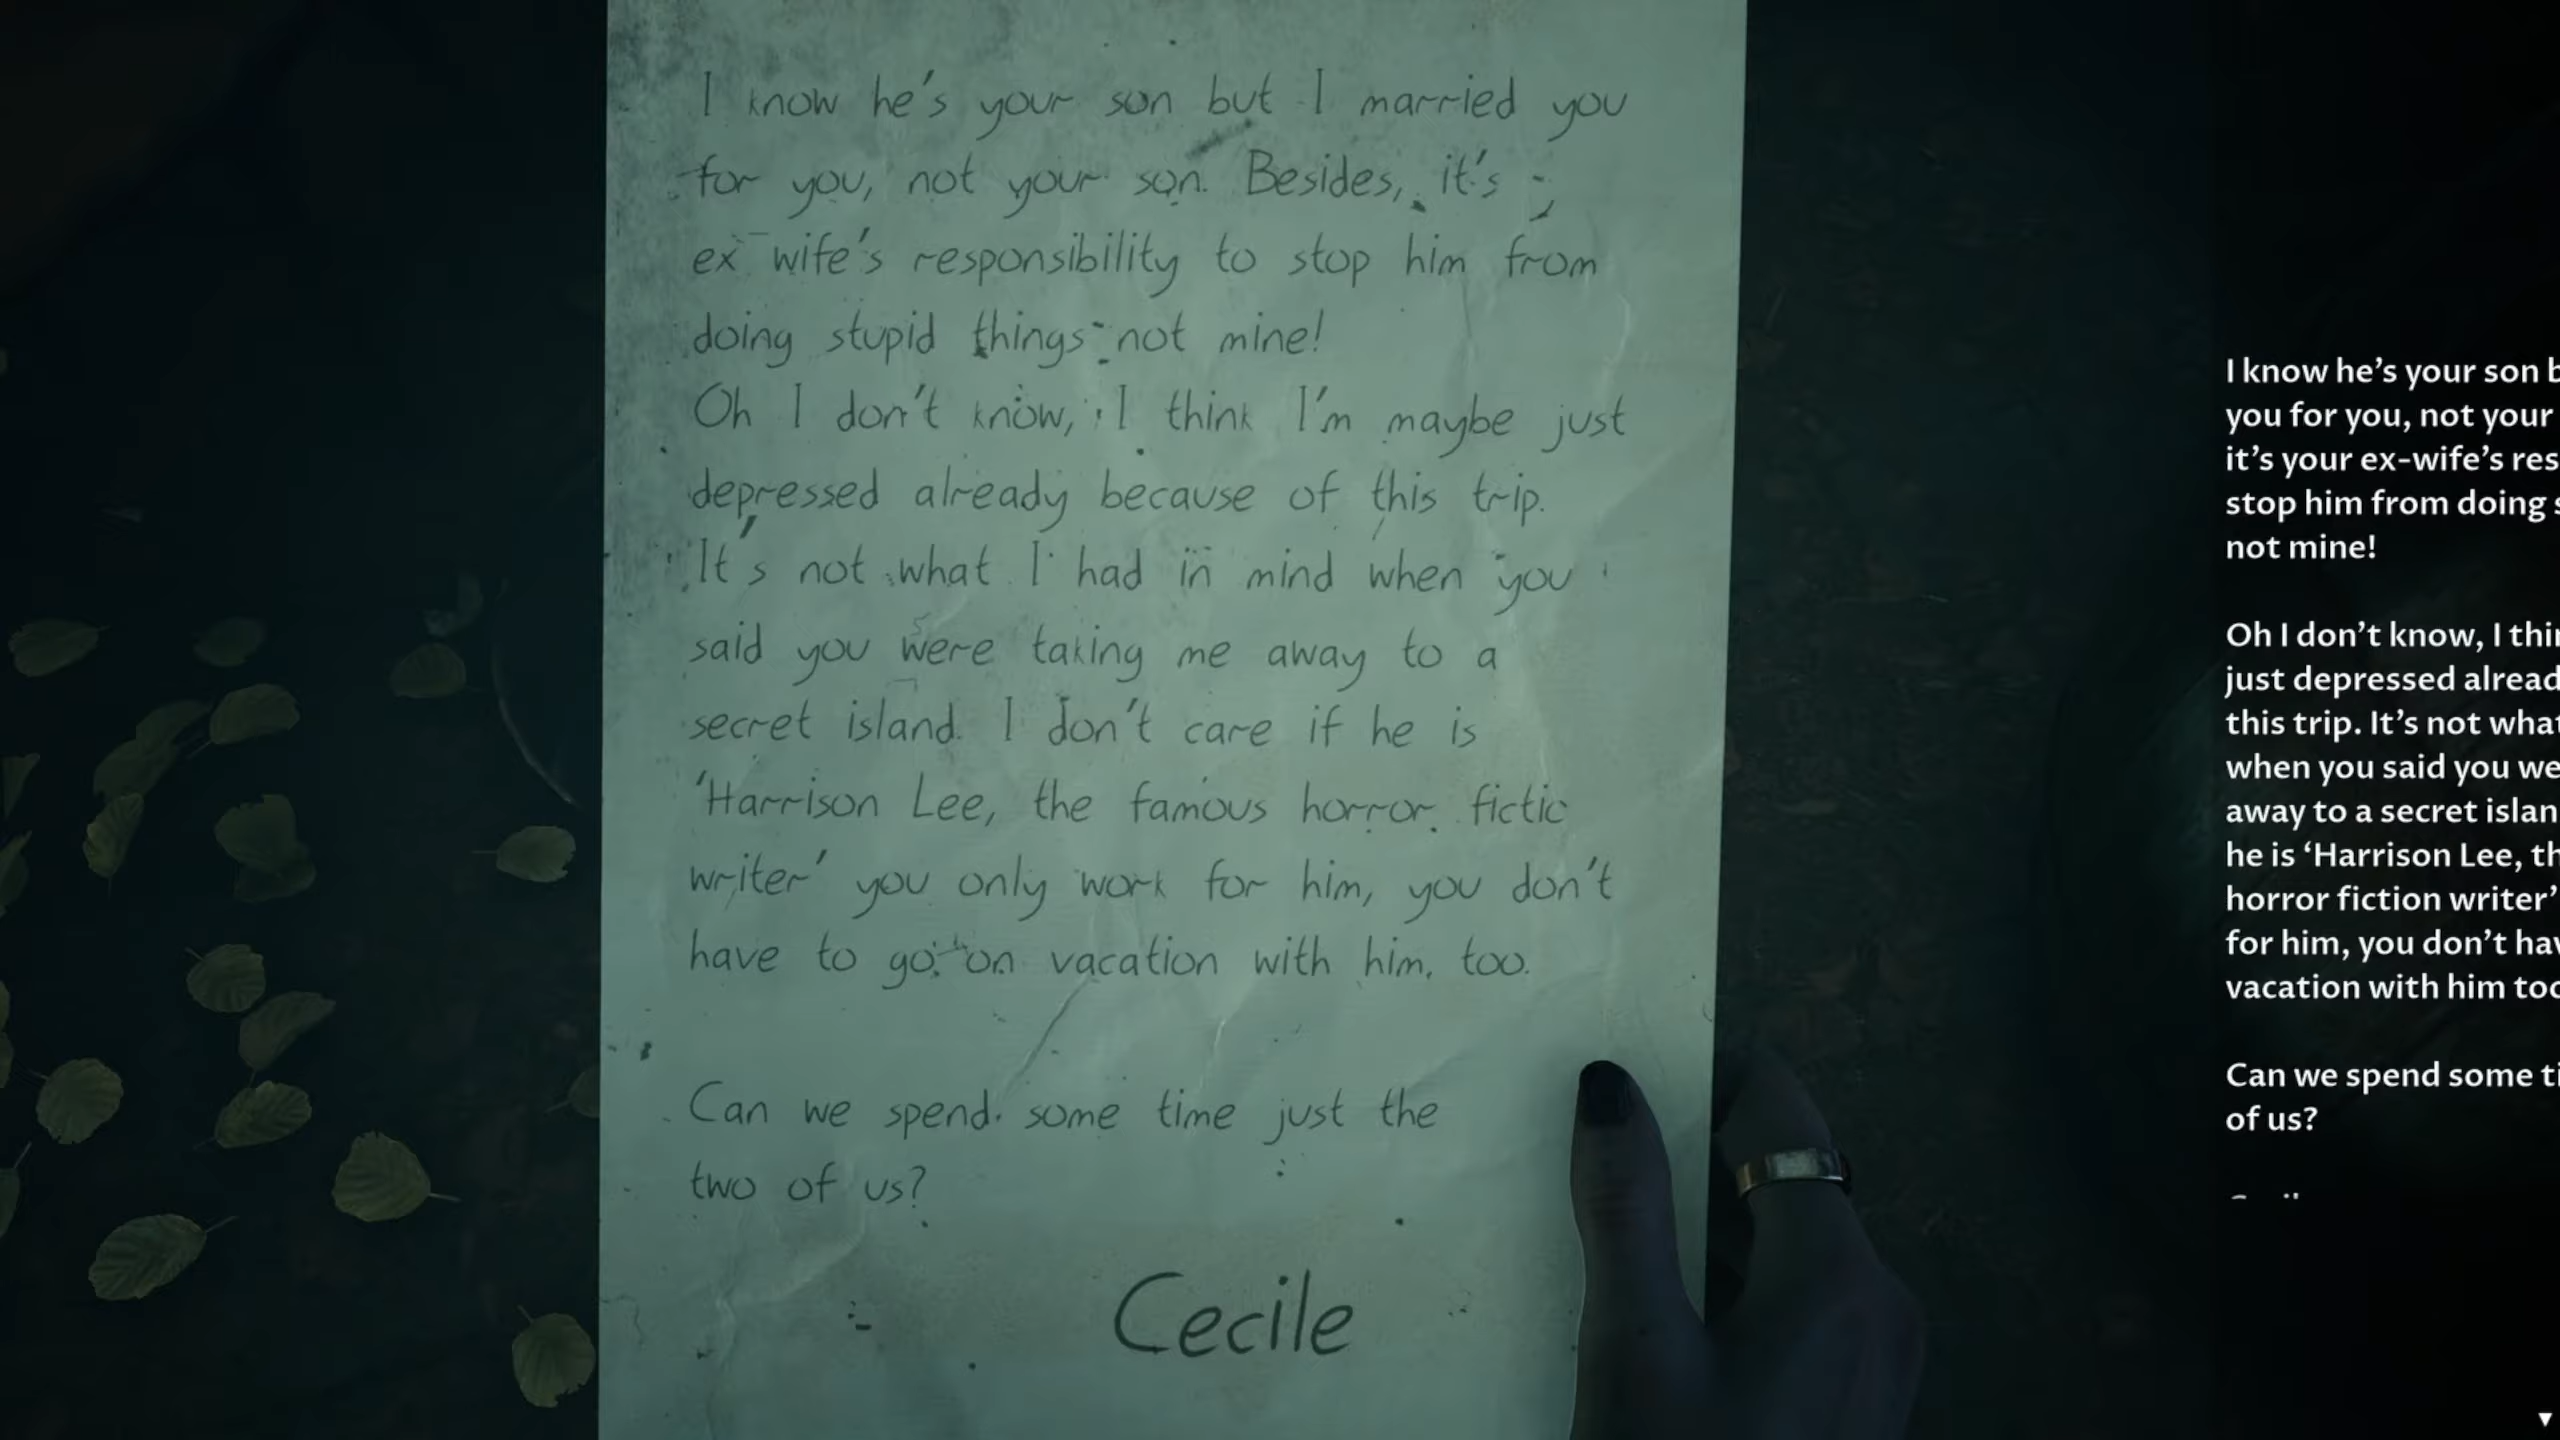 I know he's your son but I married you
for you, not your son. Besides, it's
ex wife's responsibility to stop him from
doing stupid things not mine!
Oh I don't know, I think I'm maybe just
depressed already because of this trip.
It's not what I had in mind when you
said you were taking me away to a
secret island. I don't care if he is
'Harrison Lee, the famous horror fictio
writer' you only work for him, you don't
have to go on vacation with him, too.
Can we spend some time just the
two of us?
Cecile
I know he's your son b
you for you, not your
it's your ex-wife's res
stop him from doing s
not mine!
Oh I don't know, I thin
just depressed alread
this trip. It's not what
when you said you we
away to a secret islan
he is ‘Harrison Lee, th
horror fiction writer’
for him, you don't hav
vacation with him too
Can we spend some ti
of us?